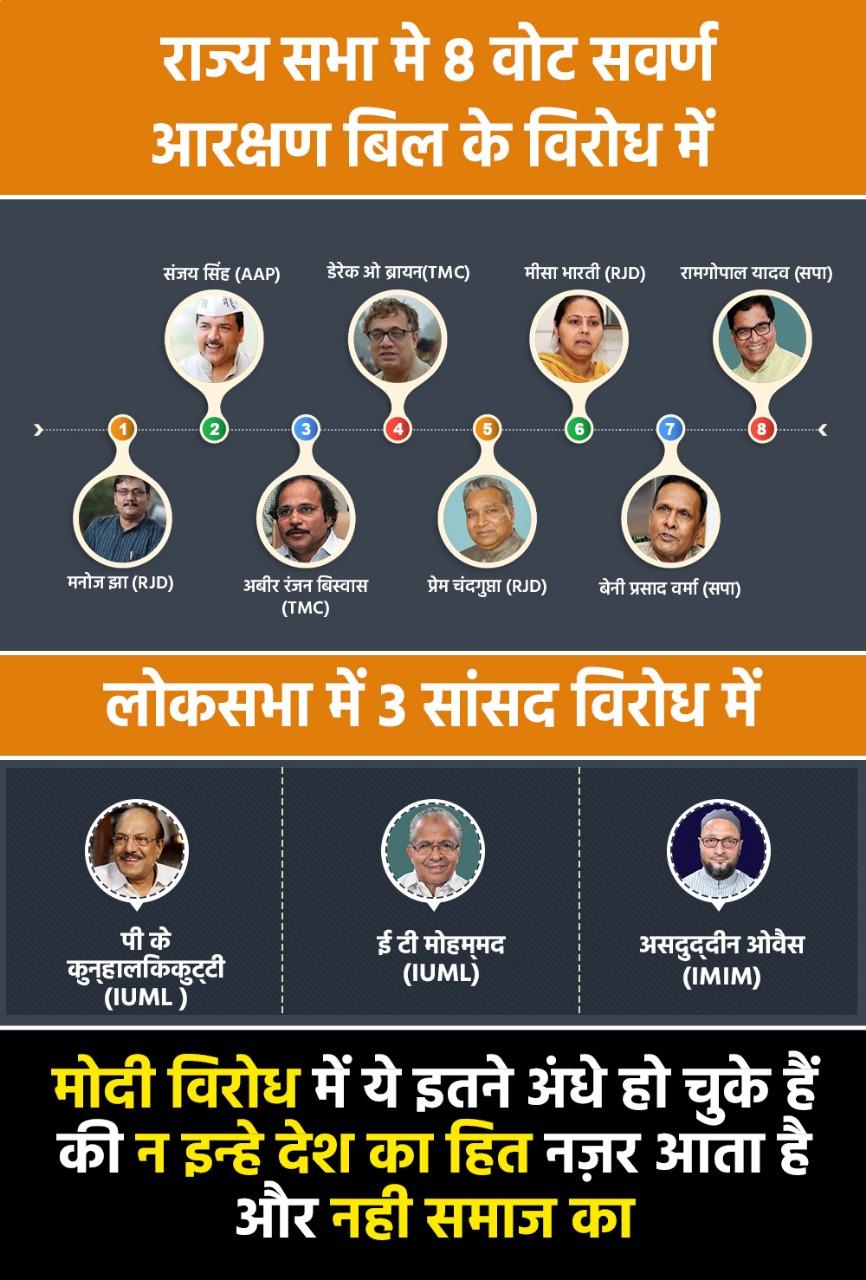 राज्य सभा मे 8 वोट सवर्ण
आरक्षण बिल के विरोध में
संजय सिंह (AAP)
डेरेक ओ ब्रायन(TMC)
मीसा भारती (RJD)
रामगोपाल यादव (सपा)
1
2
3
4
5
6
7
8
मनोज झा (RJD)
अबीर रंजन बिस्वास
(TMC)
प्रेम चंदगुप्ता (RJD)
बेनी प्रसाद वर्मा (सपा)
लोकसभा में 3 सांसद विरोध में
पी के
कुन्हालकिकुट्टी
(IUML )
ई टी मोहम्मद
(IUML)
असदुद्दीन ओवैस
(IMIM)
मोदी विरोध में ये इतने अंधे हो चुके हैं
की न इन्हे देश का हित नज़र आता है
और नही समाज का